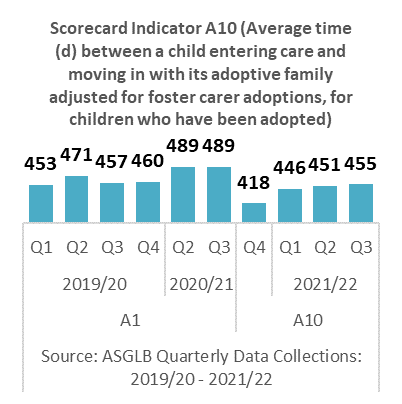 Scorecard Indicator A10 (Average time
(d) between a child entering care and
moving in with its adoptive family
adjusted for foster carer adoptions, for
children who have been adopted)
453 471 457 460 489 489 418 446 451 455
Q1 Q2 Q3 Q4 Q2 Q3 Q4 Q1 Q2 Q3
2019/20 2020/21 2021/22
A1 A10
Source: ASGLB Quarterly Data Collections:
2019/20 - 2021/22